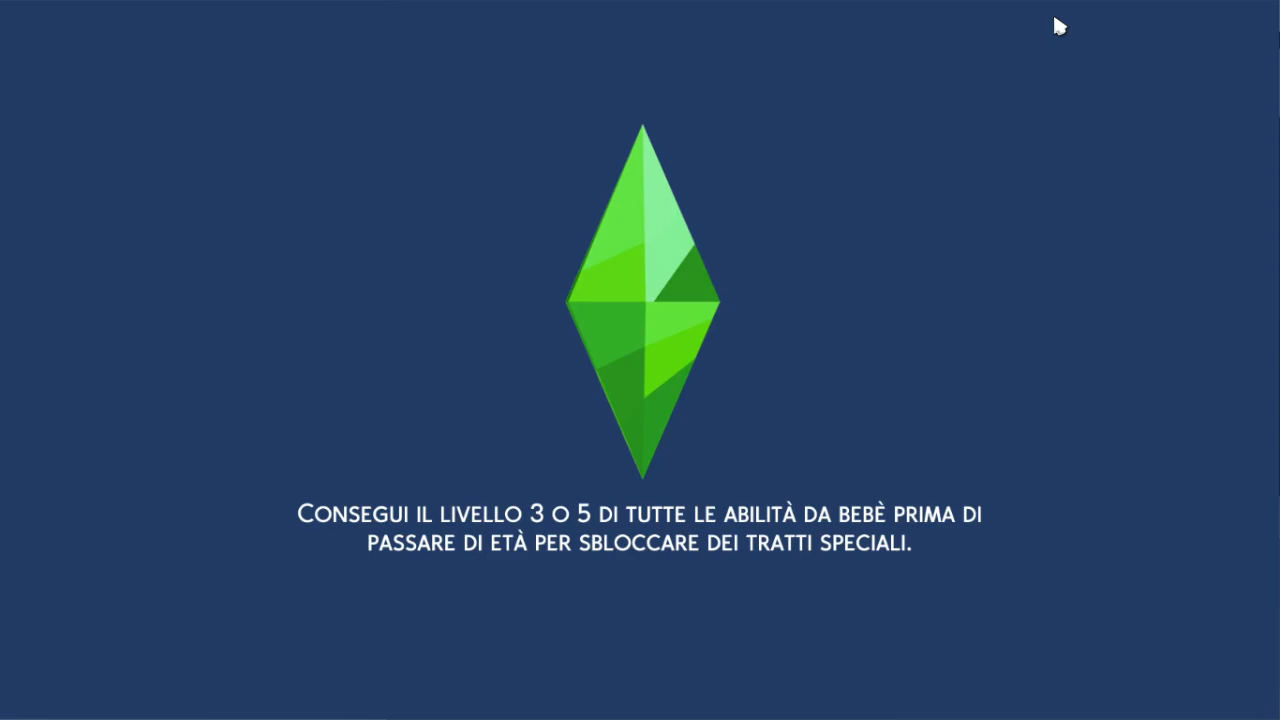 Consegui il livello 3 o 5 di tutte le abilità da bebè prima di
passare di età per sbloccare dei tratti speciali.